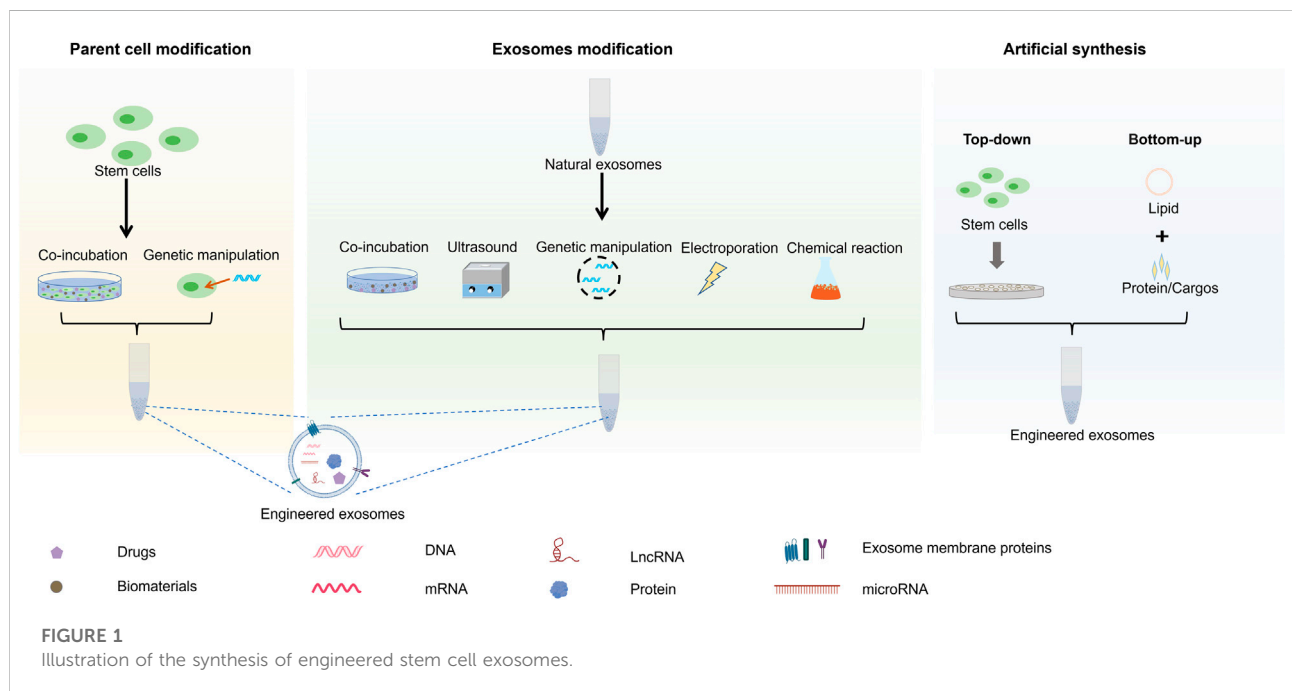 Parent cell modification
Exosomes modification
Artificial synthesis
Stem cells
Natural exosomes
Top-down
Bottom-up
Stem cells
Lipid
+
Protein/Cargos
Co-incubation
Genetic manipulation
Co-incubation
Ultrasound
Genetic manipulation
Electroporation
Chemical reaction
Engineered exosomes
Engineered exosomes
Drugs
DNA
LncRNA
Exosome membrane proteins
Biomaterials
mRNA
Protein
microRNA
FIGURE 1
Illustration of the synthesis of engineered stem cell exosomes.